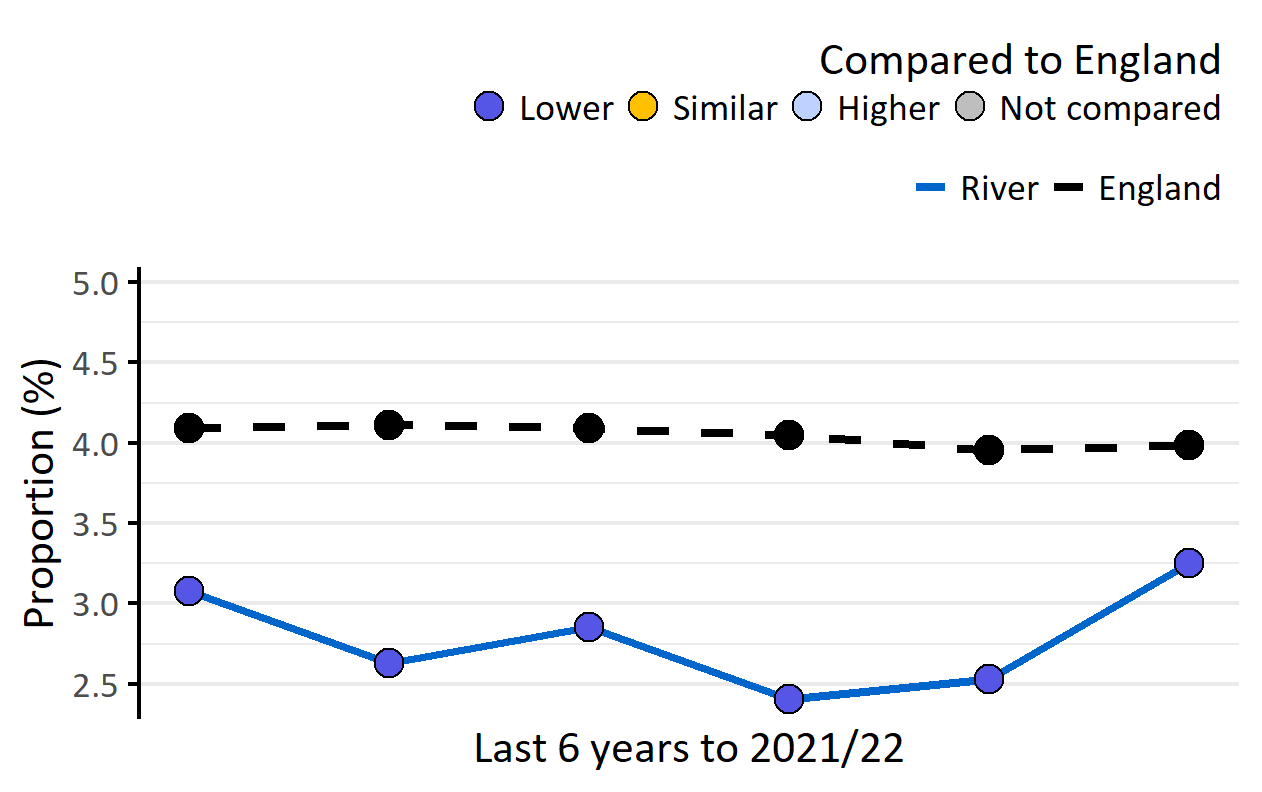 Compared to England
Lower Similar Higher Not compared
River England
5.0
4.5
4.0
3.5
3.0
2.5
Proportion (%)
Last 6 years to 2021/22